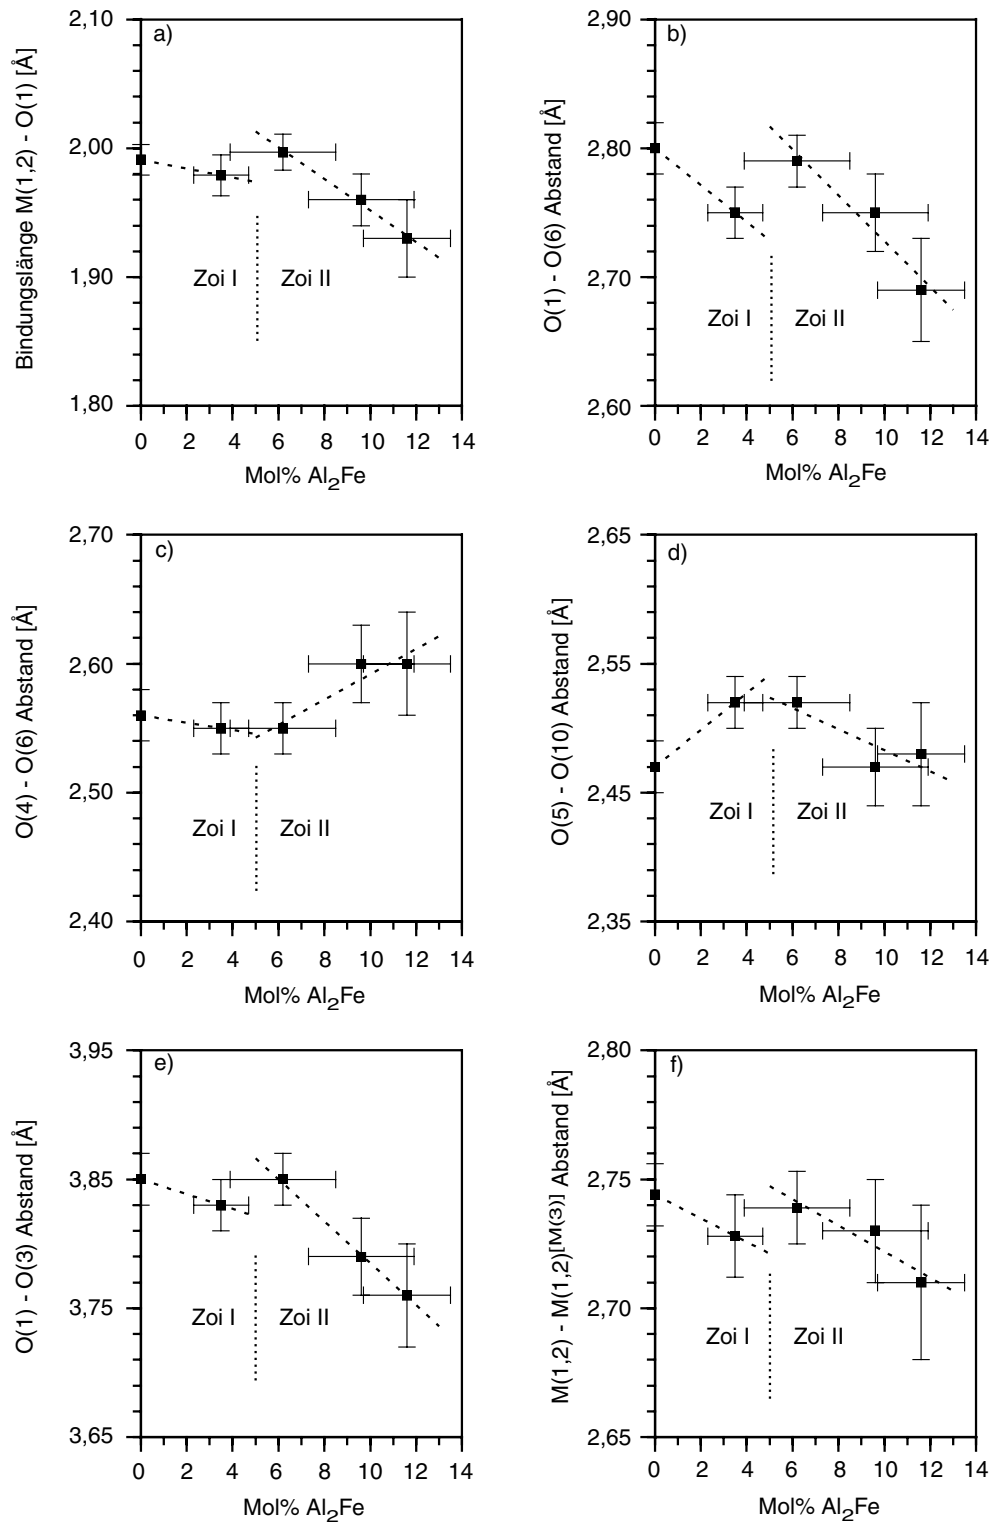 a)
Bindungslänge M(1,2) - O(1) [Å]
2,10
2,00
1,90
1,80
Zoi I
Zoi II
0 2 4 6 8 10 12 14
Mol% Al2Fe
b)
O(1) - O(6) Abstand [Å]
2,90
2,80
2,70
2,60
Zoi I
Zoi II
0 2 4 6 8 10 12 14
Mol% Al2Fe
c)
O(4) - O(6) Abstand [Å]
2,70
2,60
2,50
2,40
Zoi I
Zoi II
0 2 4 6 8 10 12 14
Mol% Al2Fe
d)
O(5) - O(10) Abstand [Å]
2,65
2,55
2,45
2,35
Zoi I
Zoi II
0 2 4 6 8 10 12 14
Mol% Al2Fe
e)
O(1) - O(3) Abstand [Å]
3,95
3,85
3,75
3,65
Zoi I
Zoi II
0 2 4 6 8 10 12 14
Mol% Al2Fe
f)
M(1,2) - M(1,2)[M(3)] Abstand [Å]
2,80
2,75
2,70
2,65
Zoi I
Zoi II
0 2 4 6 8 10 12 14
Mol% Al2Fe